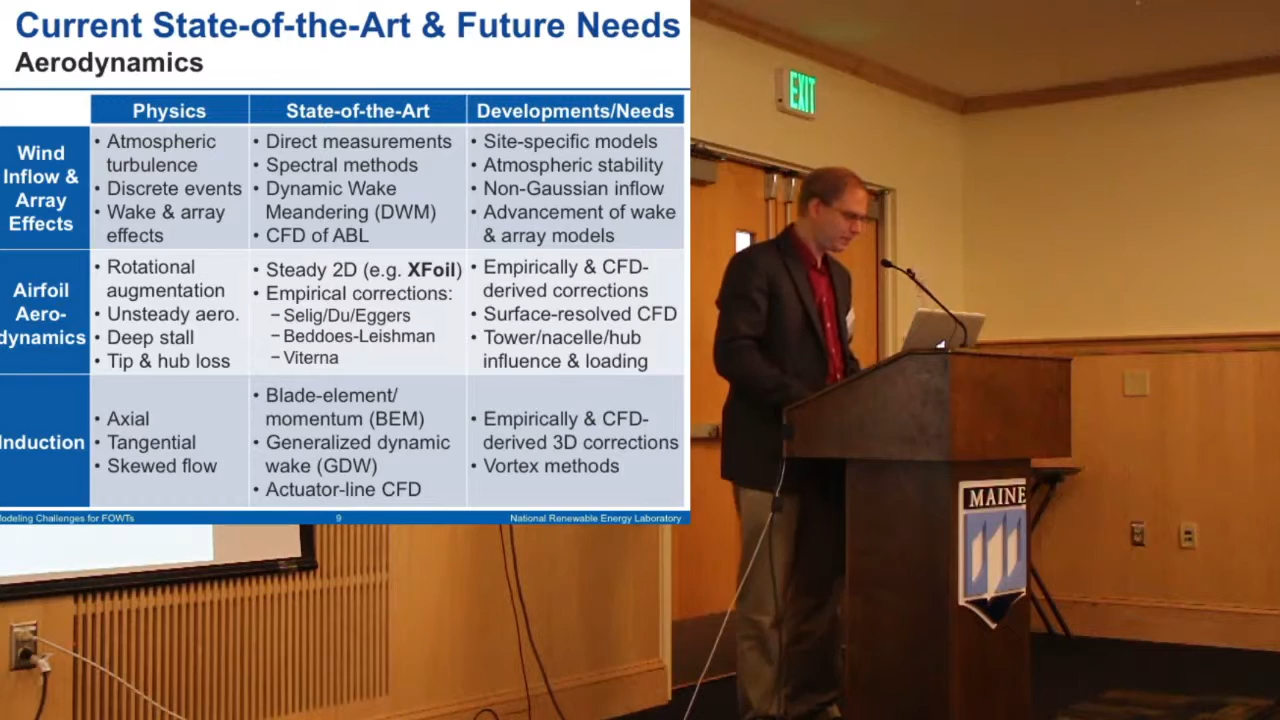 Current State-of-the-Art & Future Needs
Aerodynamics
Physics
State-of-the-Art
Developments/Needs
Wind
Inflow &
Array
Effects
• Atmospheric
turbulence
• Discrete events
• Wake & array
effects
• Direct measurements
• Spectral methods
• Dynamic Wake
Meandering (DWM)
• CFD of ABL
• Site-specific models
• Atmospheric stability
• Non-Gaussian inflow
• Advancement of wake
& array models
Airfoil
Aero-
dynamics
• Rotational
augmentation
• Unsteady aero.
• Deep stall
• Tip & hub loss
• Steady 2D (e.g. XFoil)
• Empirical corrections:
– Selig/Du/Eggers
– Beddoes-Leishman
– Viterna
• Empirically & CFD-
derived corrections
• Surface-resolved CFD
• Tower/nacelle/hub
influence & loading
Induction
• Axial
• Tangential
• Skewed flow
• Blade-element/
momentum (BEM)
• Generalized dynamic
wake (GDW)
• Actuator-line CFD
• Empirically & CFD-
derived 3D corrections
• Vortex methods
odeling Challenges for FOWTs
9
National Renewable Energy Laboratory
EXIT
MAINE